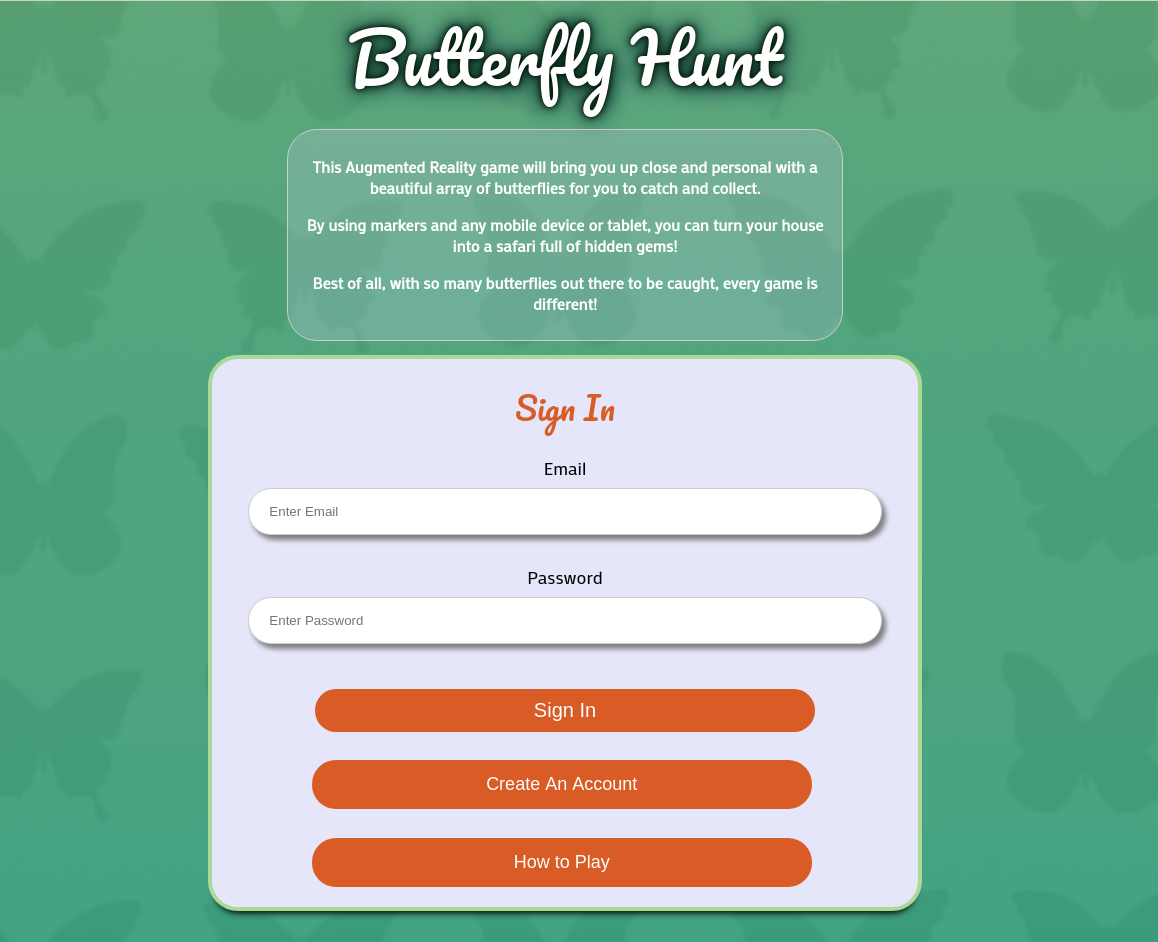 Butterfly Hunt
This Augmented Reality game will bring you up close and personal with a
beautiful array of butterflies for you to catch and collect.
By using markers and any mobile device or tablet, you can turn your house
into a safari full of hidden gems!
Best of all, with so many butterflies out there to be caught, every game is
different!
Sign In
Email
Enter Email
Password
Enter Password
Sign In
Create An Account
How to Play